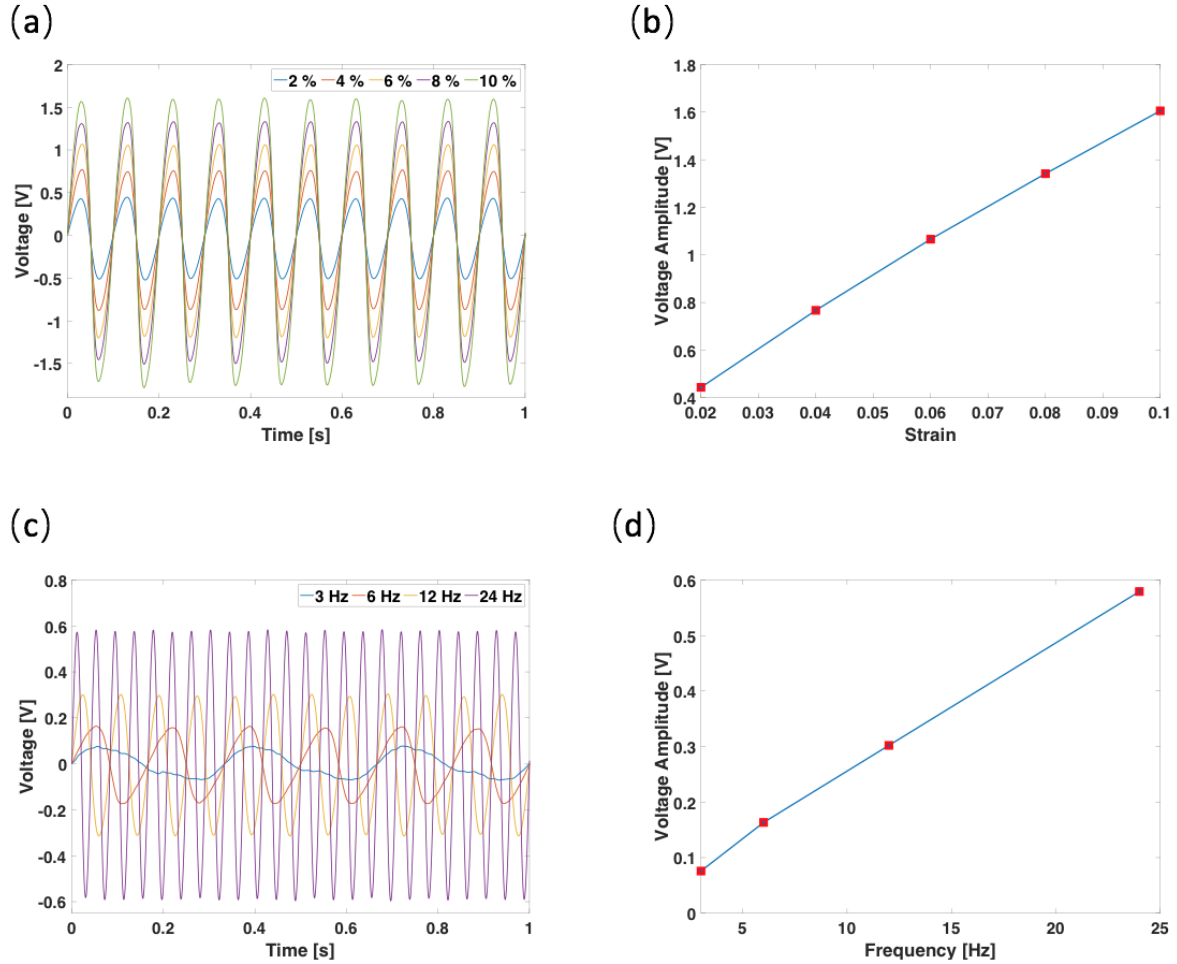 (a)
2 % 4 % 6 % 8 % 10 %
2
1.5
1
0.5
0
-0.5
-1
-1.5
Voltage [V]
0 0.2 0.4 0.6 0.8 1
Time [s]
(b)
1.8
1.6
1.4
1.2
1
0.8
0.6
0.4
Voltage Amplitude [V]
0.02 0.03 0.04 0.05 0.06 0.07 0.08 0.09 0.1
Strain
(c)
3 Hz 6 Hz 12 Hz 24 Hz
0.8
0.6
0.4
0.2
0
-0.2
-0.4
-0.6
Voltage [V]
0 0.2 0.4 0.6 0.8 1
Time [s]
(d)
0.6
0.5
0.4
0.3
0.2
0.1
0
Voltage Amplitude [V]
5 10 15 20 25
Frequency [Hz]